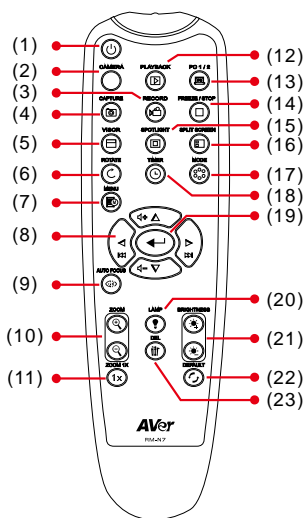 (1)
(2)
(3)
(4)
(5)
(6)
(7)
(8)
(9)
(10)
(11)
CAMERA
PLAYBACK
PC 1 / 2
CAPTURE
RECORD
FREEZE / STOP
VISOR
SPOTLIGHT
SPLIT SCREEN
ROTATE
TIMER
MODE
MENU
AUTO FOCUS
ZOOM
LAMP
BRIGHTNESS
DEL
ZOOM 1X
1x
DEFAULT
AVer
RM-N7
(12)
(13)
(14)
(15)
(16)
(17)
(18)
(19)
(20)
(21)
(22)
(23)